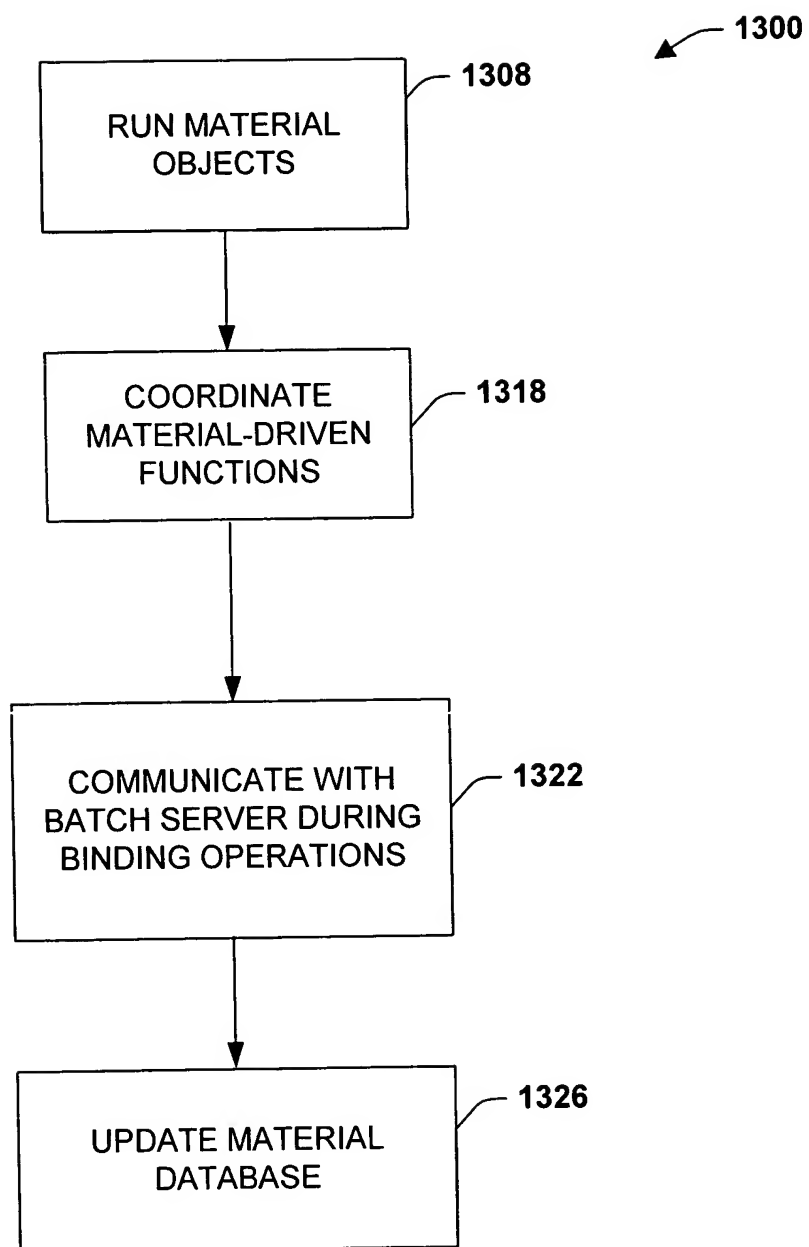 1300
1308
RUN MATERIAL
OBJECTS
1318
COORDINATE
MATERIAL-DRIVEN
FUNCTIONS
1322
COMMUNICATE WITH
BATCH SERVER DURING
BINDING OPERATIONS
1326
UPDATE MATERIAL
DATABASE